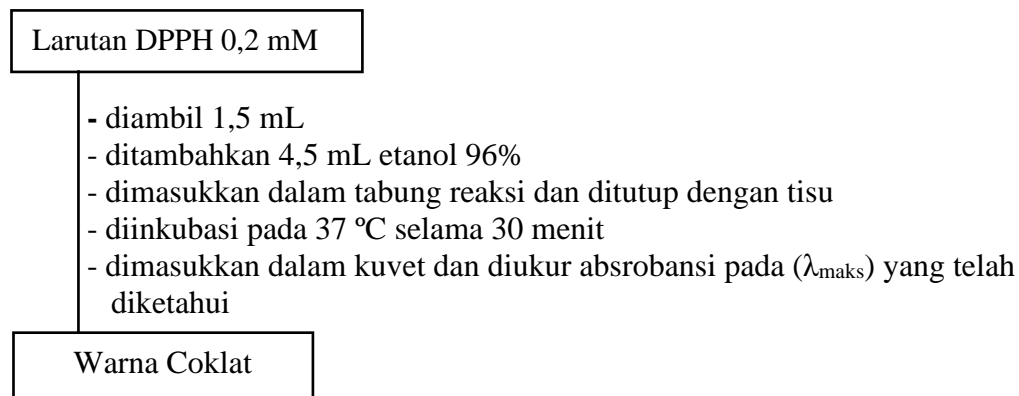 Larutan DPPH 0,2 mM
- diambil 1,5 mL
- ditambahkan 4,5 mL etanol 96%
- dimasukkan dalam tabung reaksi dan ditutup dengan tisu
- diinkubasi pada 37 ºC selama 30 menit
- dimasukkan dalam kuvet dan diukur absrobansi pada (λmaks) yang telah
diketahui
Warna Coklat